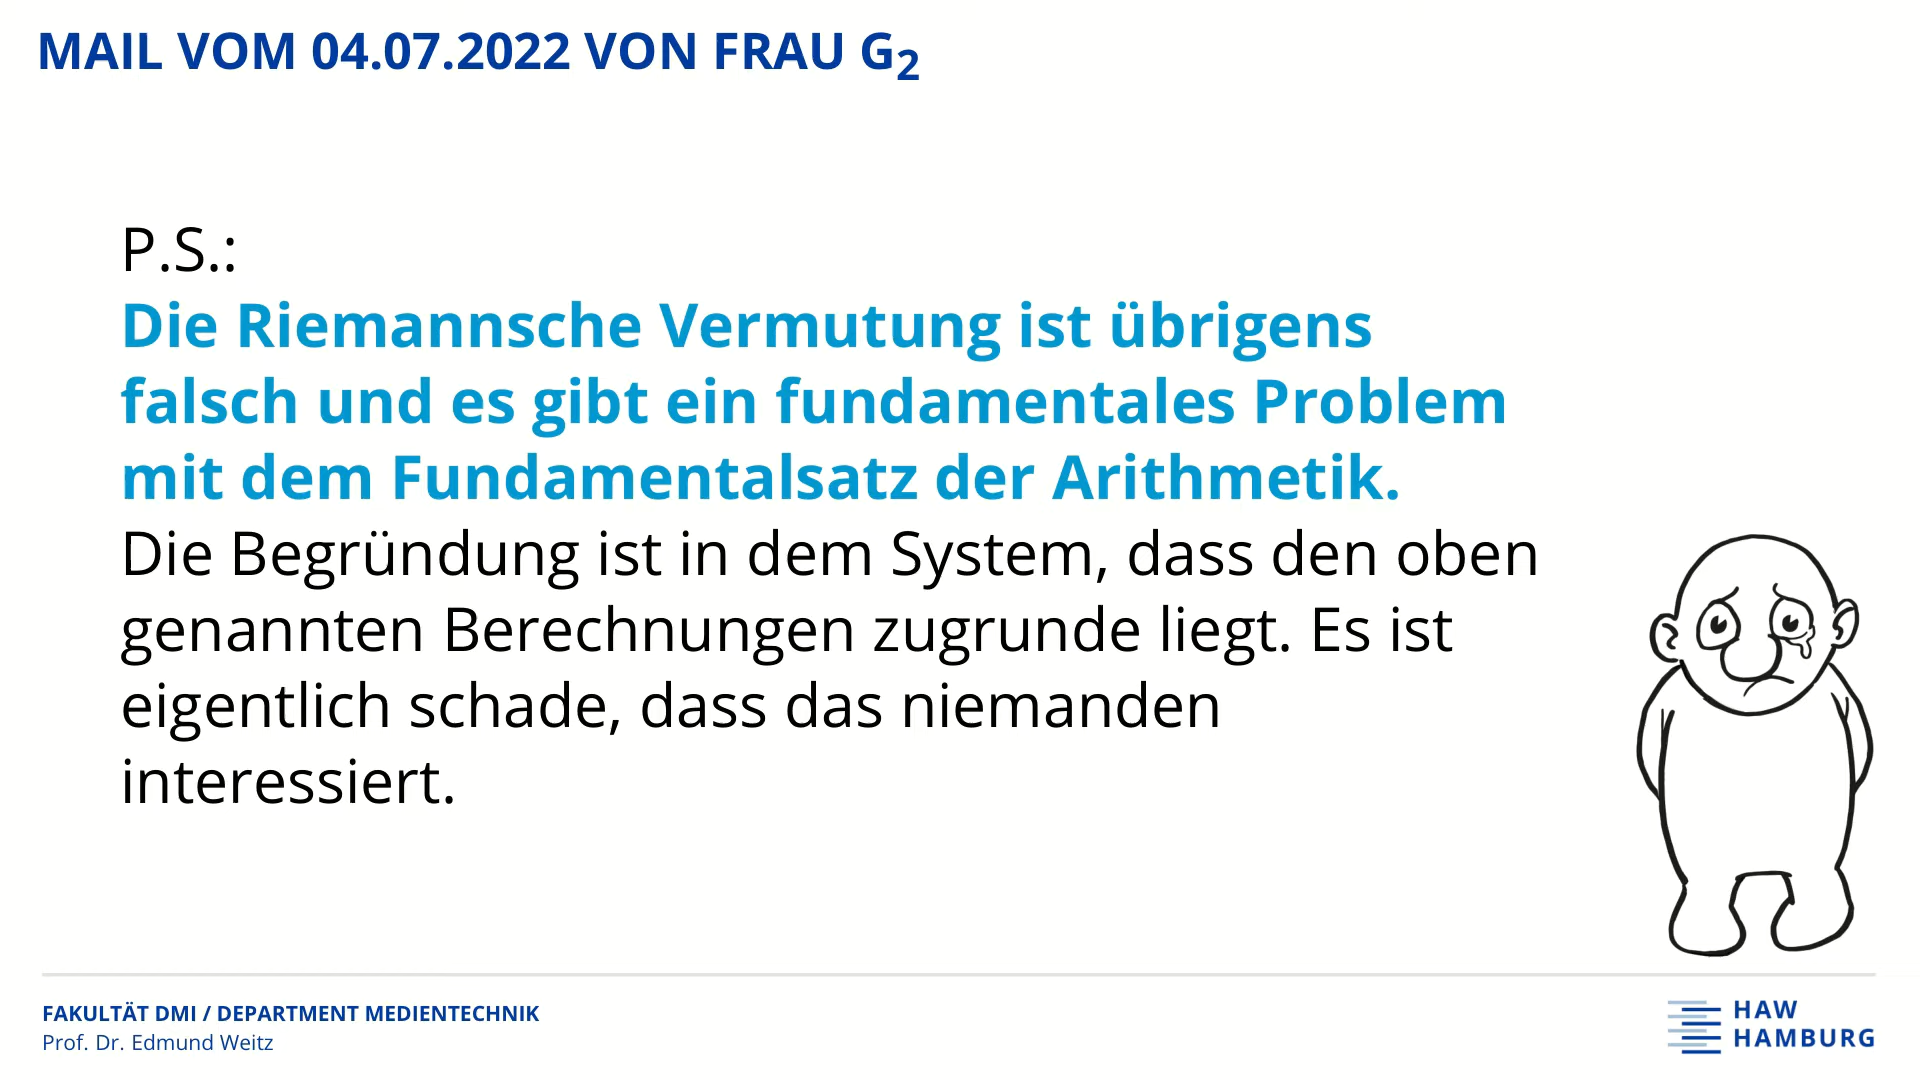 MAIL VOM 04.07.2022 VON FRAU G₂
P.S.:
Die Riemannsche Vermutung ist übrigens
falsch und es gibt ein fundamentales Problem
mit dem Fundamentalsatz der Arithmetik.
Die Begründung ist in dem System, dass den oben
genannten Berechnungen zugrunde liegt. Es ist
eigentlich schade, dass das niemanden
interessiert.
FAKULTÄT DMI / DEPARTMENT MEDIENTECHNIK
Prof. Dr. Edmund Weitz
HAW
HAMBURG